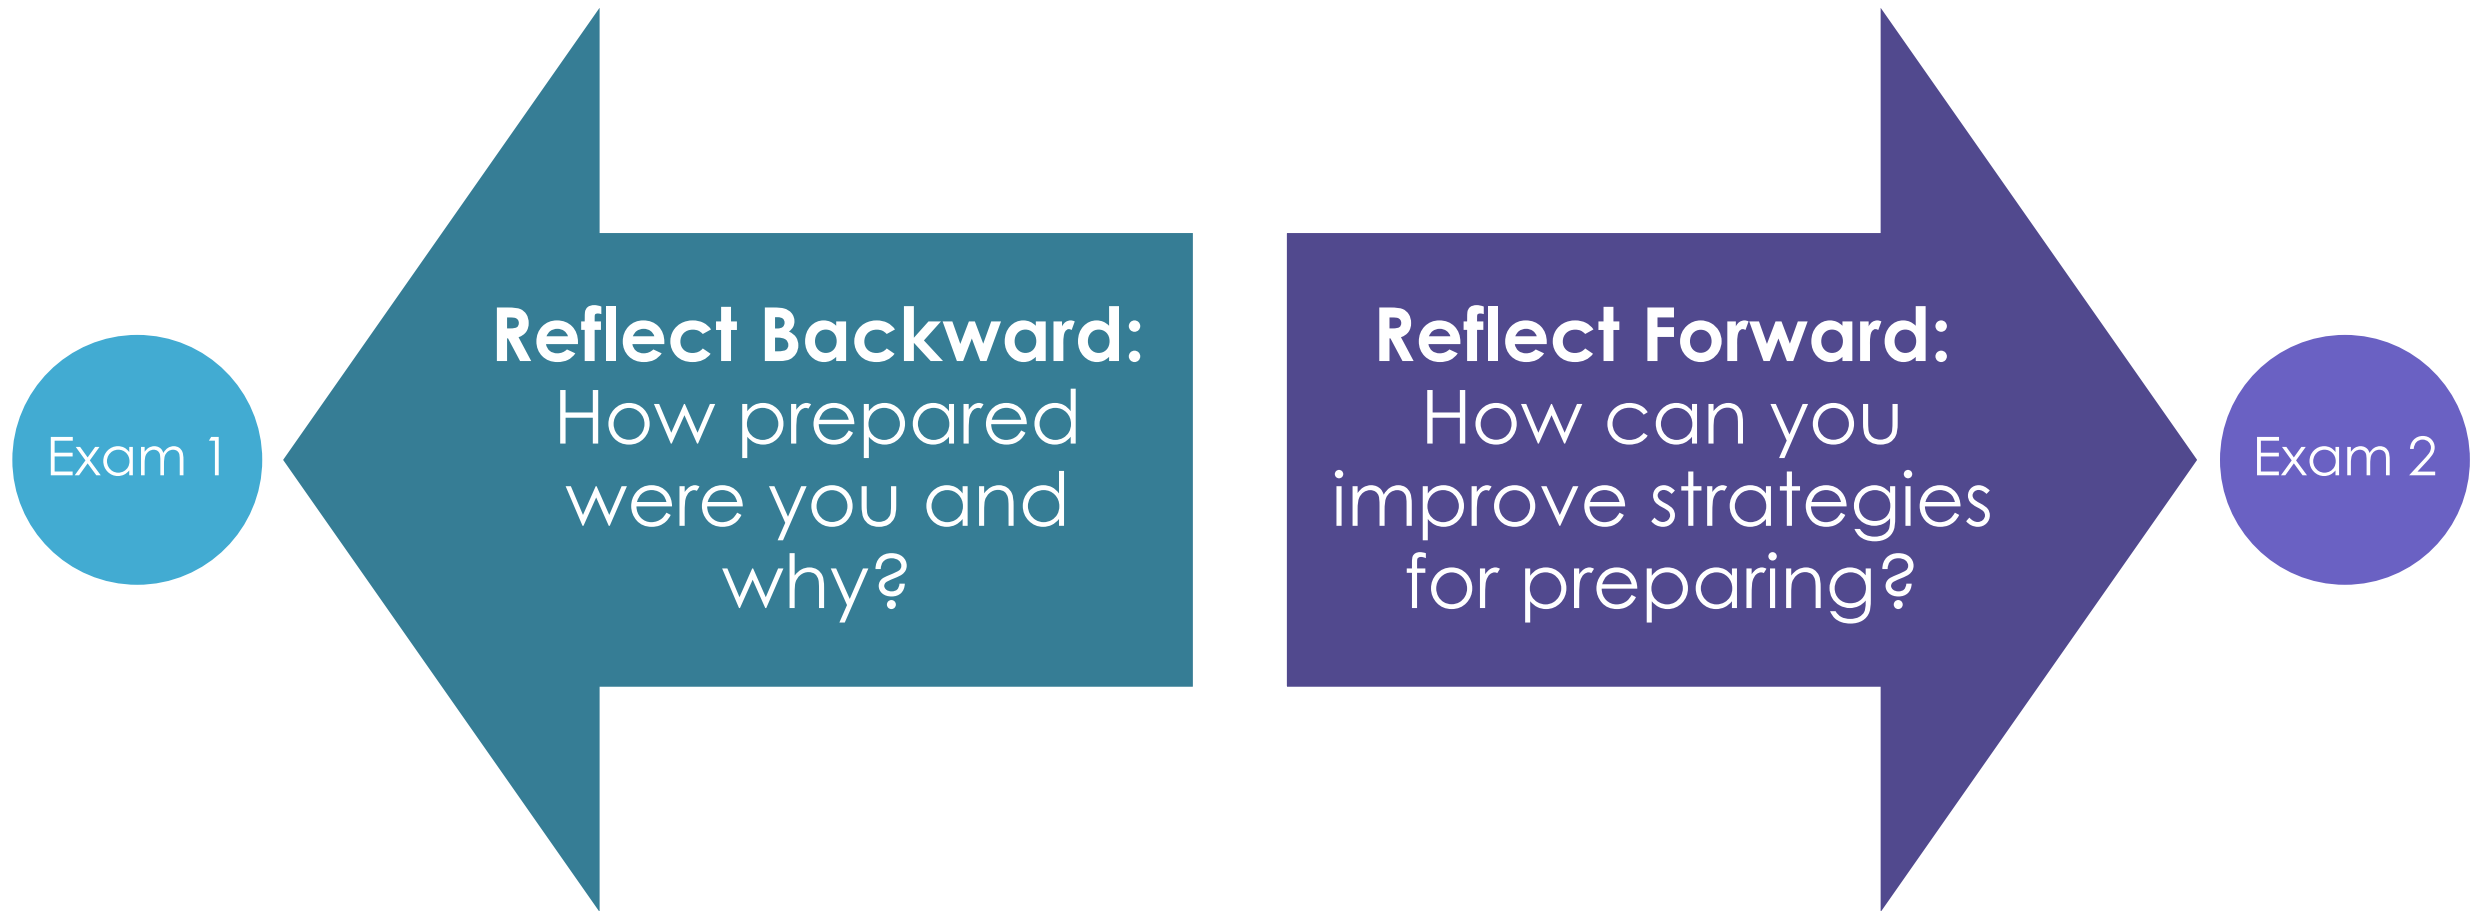 Exam 1
Reflect Backward:
How prepared
were you and
why?
Reflect Forward:
How can you
improve strategies
for preparing?
Exam 2